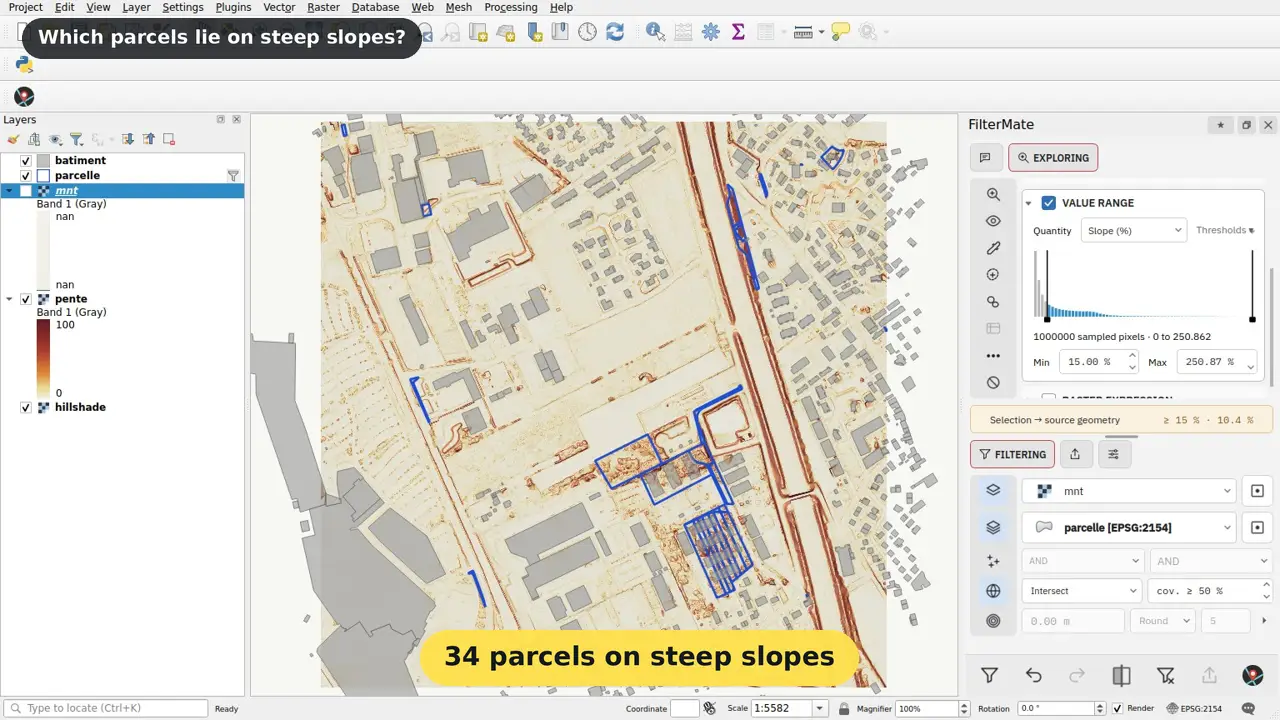 Project Edit View Layer Settings Plugins Vector Raster Database Web Mesh Processing Help
Which parcels lie on steep slopes?
Layers
batiment
parcelle
mnt
Band 1 (Gray)
nan
nan
pente
Band 1 (Gray)
100
0
hillshade
FilterMate
EXPLORING
VALUE RANGE
Quantity Slope (%) Thresholds
1000000 sampled pixels · 0 to 250.862
Min 15.00 % Max 250.87 %
RASTER EXPRESSION
Selection → source geometry ≥ 15 % · 10.4 %
FILTERING
mnt
parcelle [EPSG:2154]
AND AND
Intersect cov. ≥ 50 %
0.00 m Round 5
34 parcels on steep slopes
Type to locate (Ctrl+K) Ready Coordinate Scale 1:5582 Magnifier 100% Rotation 0.0 ° Render EPSG:2154